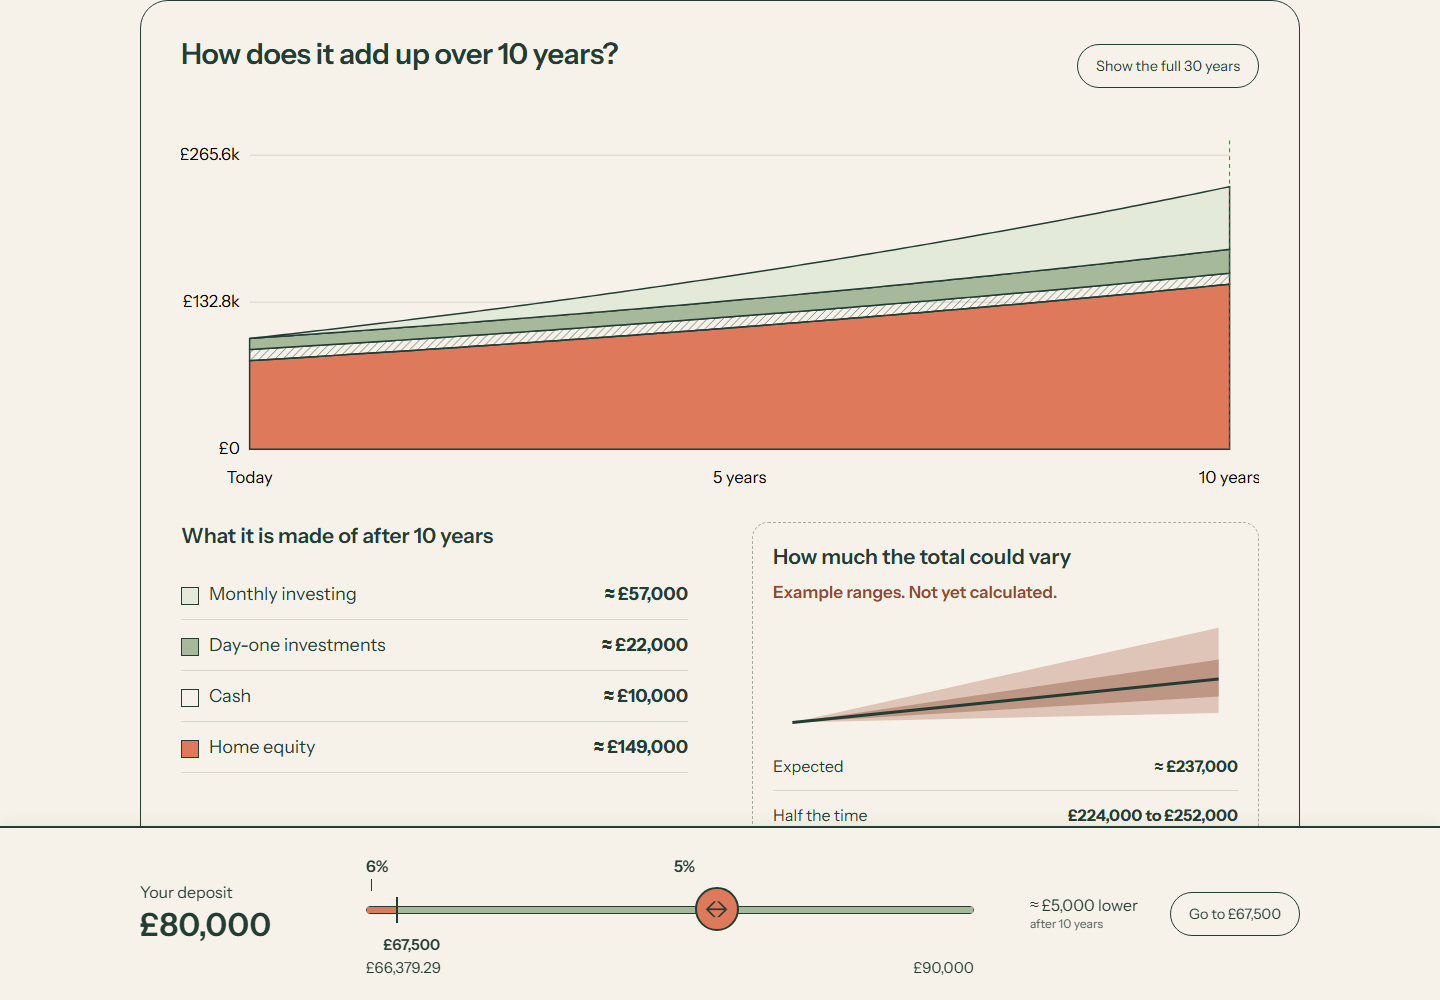 How does it add up over 10 years?
Show the full 30 years
£265.6k
£132.8k
£0
Today
5 years
10 years
What it is made of after 10 years
Monthly investing
≈ £57,000
Day-one investments
≈ £22,000
Cash
≈ £10,000
Home equity
≈ £149,000
How much the total could vary
Example ranges. Not yet calculated.
Expected
≈ £237,000
Half the time
£224,000 to £252,000
Your deposit
£80,000
6%
5%
£67,500
£66,379.29
£90,000
≈ £5,000 lower
after 10 years
Go to £67,500